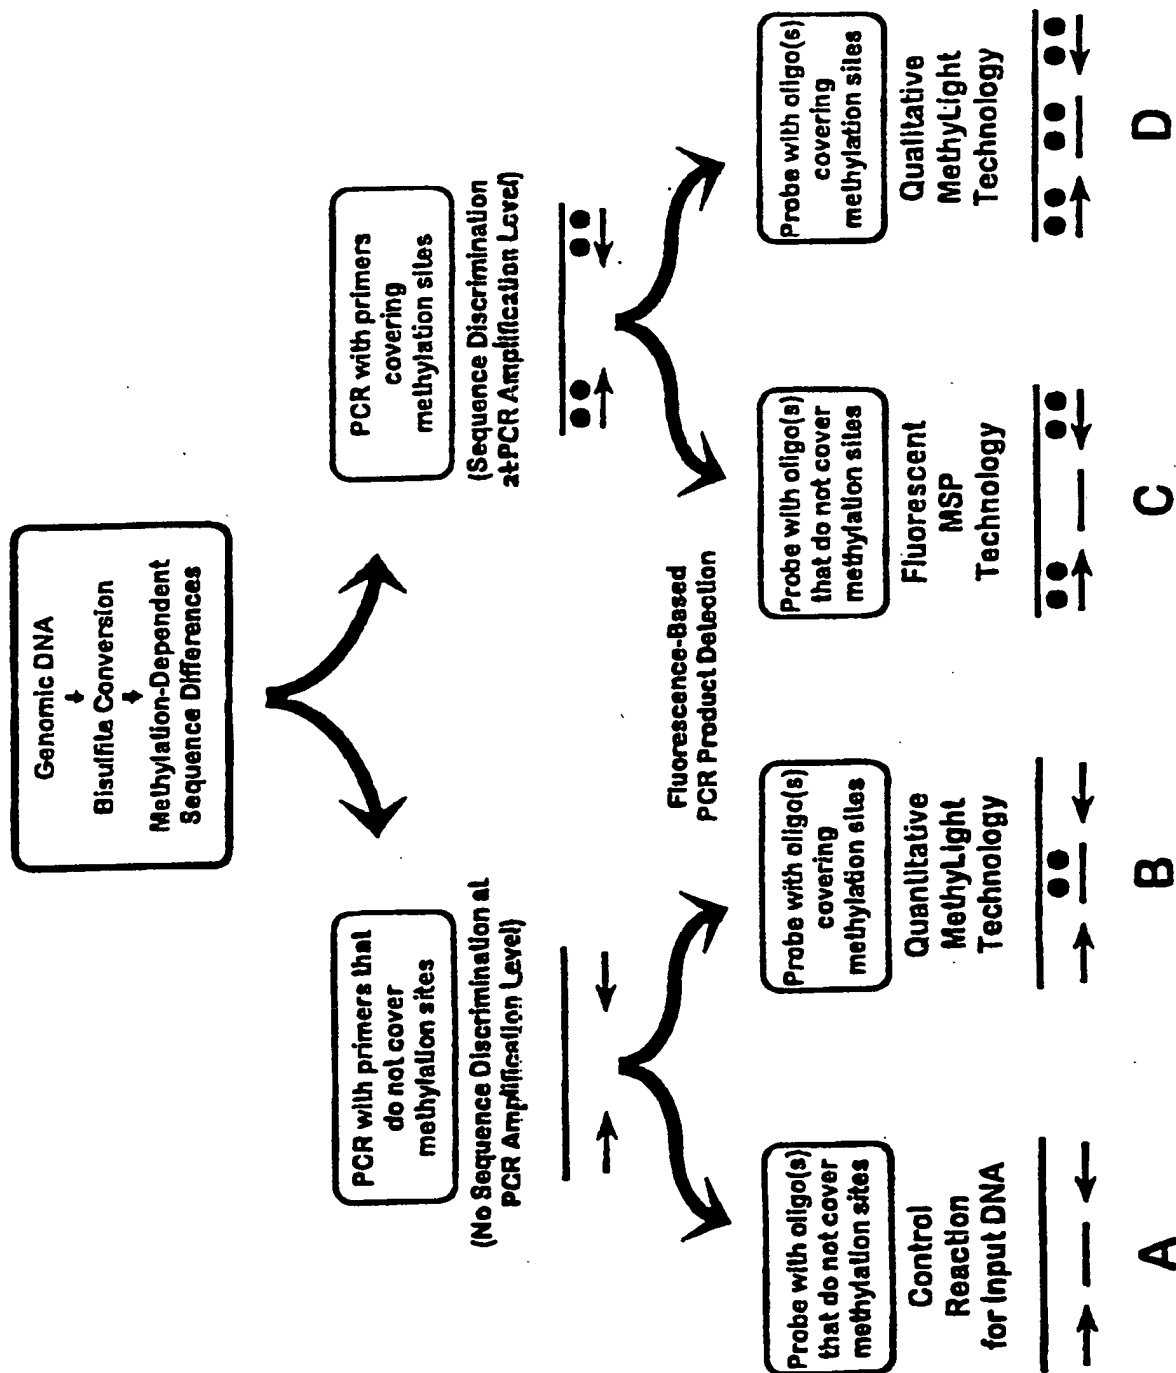 Genomic DNA
Bisulfite Conversion
Methylation-Dependent
Sequence Differences
PCR with primers that
do not cover
methylation sites
(No Sequence Discrimination at
PCR Amplification Level)
PCR with primers
covering
methylation sites
(Sequence Discrimination
at PCR Amplification Level)
Fluorescence-Based
PCR Product Detection
Probe with oligo(s)
that do not cover
methylation sites
Control
Reaction
for Input DNA
A
Probe with oligo(s)
covering
methylation sites
Quantitative
MethyLight
Technology
B
Probe with oligo(s)
that do not cover
methylation sites
Fluorescent
MSP
Technology
C
Probe with oligo(s)
covering
methylation sites
Qualitative
MethyLight
Technology
D